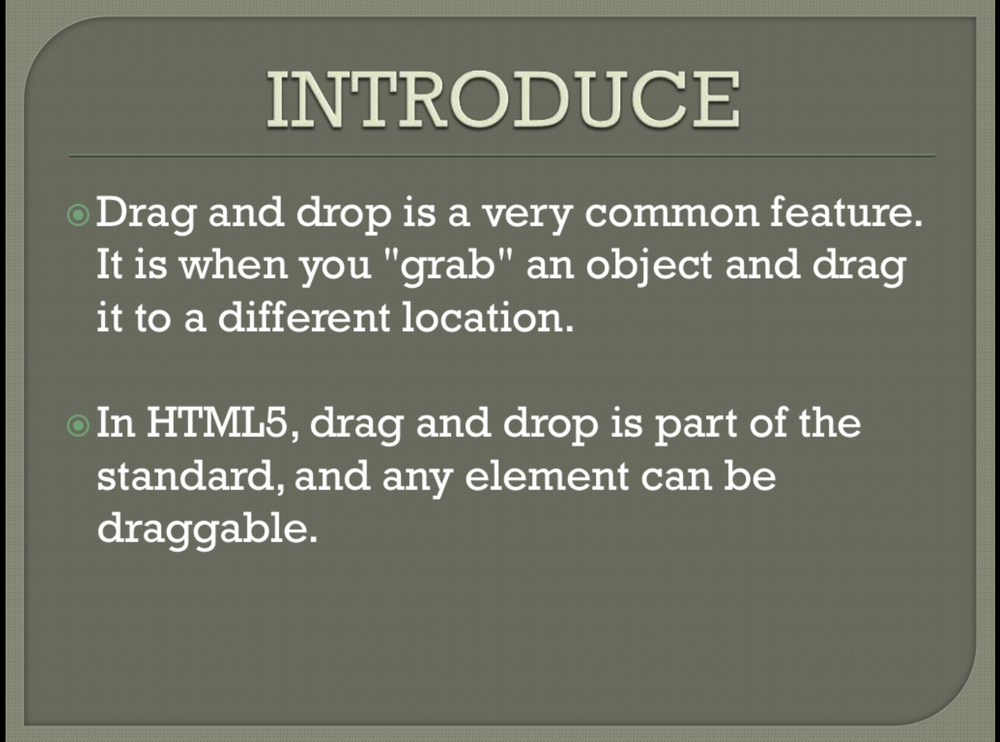 INTRODUCE
Drag and drop is a very common feature.
It is when you "grab" an object and drag
it to a different location.
In HTML5, drag and drop is part of the
standard, and any element can be
draggable.